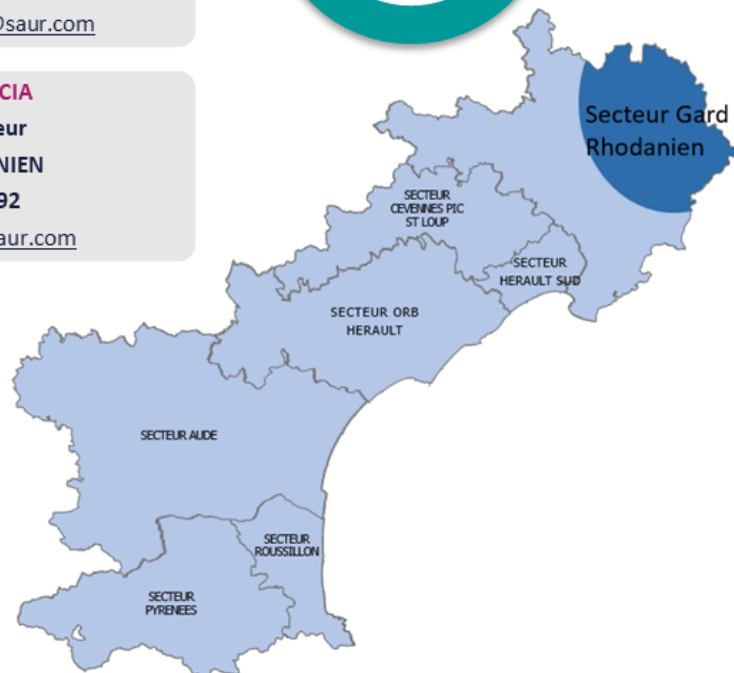 @saur.com
CIA
eur
NIEN
92
aur.com
Secteur Gard
Rhodanien
SECTEUR
CEVENNES PIC
ST LOUP
SECTEUR
HERAULT SUD
SECTEUR ORB
HERAULT
SECTEUR AUDE
SECTEUR
ROUSSILLON
SECTEUR
PYRENEES